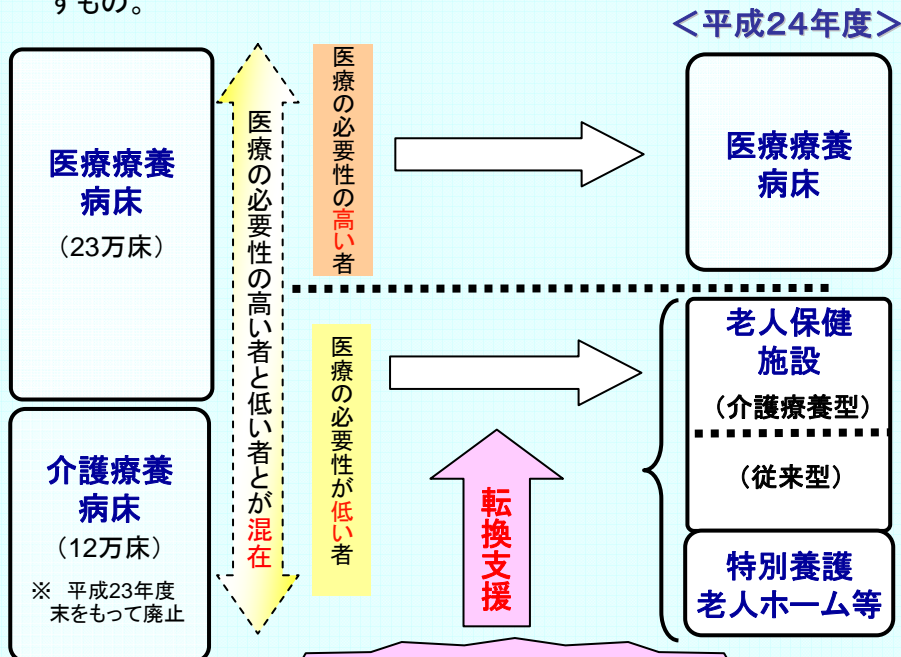 すもの。
＜平成２４年度＞
医療療養
病床
（23万床）
介護療養
病床
（12万床）
※　平成23年度
末をもって廃止
医療の必要性の高い者と低い者とが混在
医療の必要性の高い者
医療の必要性が低い者
転換支援
医療療養
病床
老人保健
施設
（介護療養型）
（従来型）
特別養護
老人ホーム等